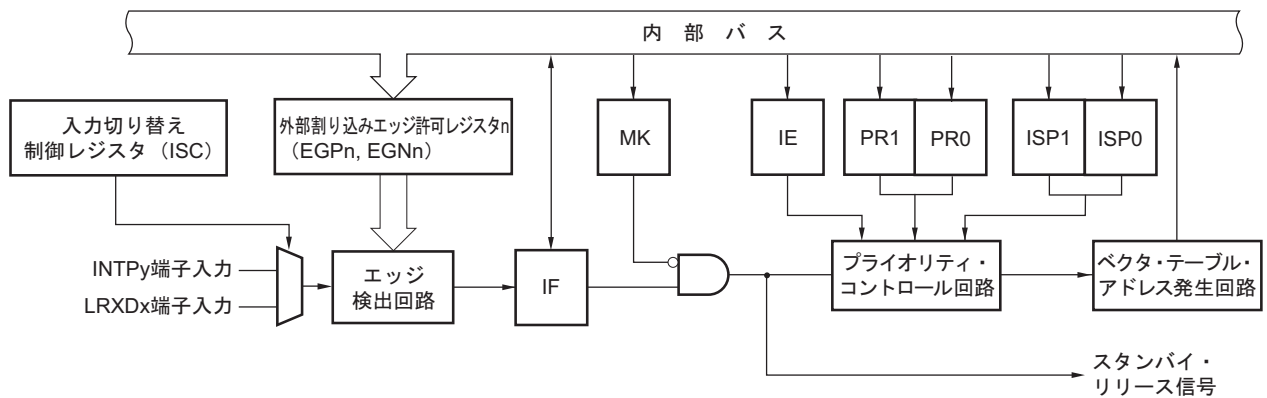 内部バス
入力切り替え
制御レジスタ（ISC）
外部割り込みエッジ許可レジスタn
（EGPn, EGNn）
MK
IE
PR1
PR0
ISP1
ISP0
INTPy端子入力
LRXDx端子入力
エッジ
検出回路
IF
プライオリティ・
コントロール回路
ベクタ・テーブル・
アドレス発生回路
スタンバイ・
リリース信号